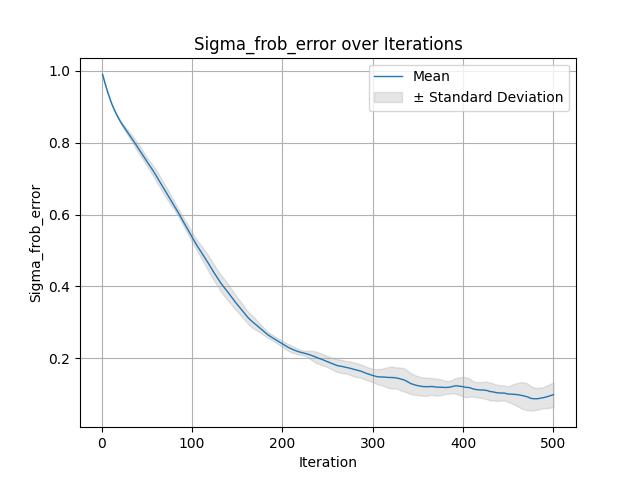 Sigma_frob_error over Iterations
Mean
± Standard Deviation
Sigma_frob_error
1.0
0.8
0.6
0.4
0.2
0 100 200 300 400 500
Iteration